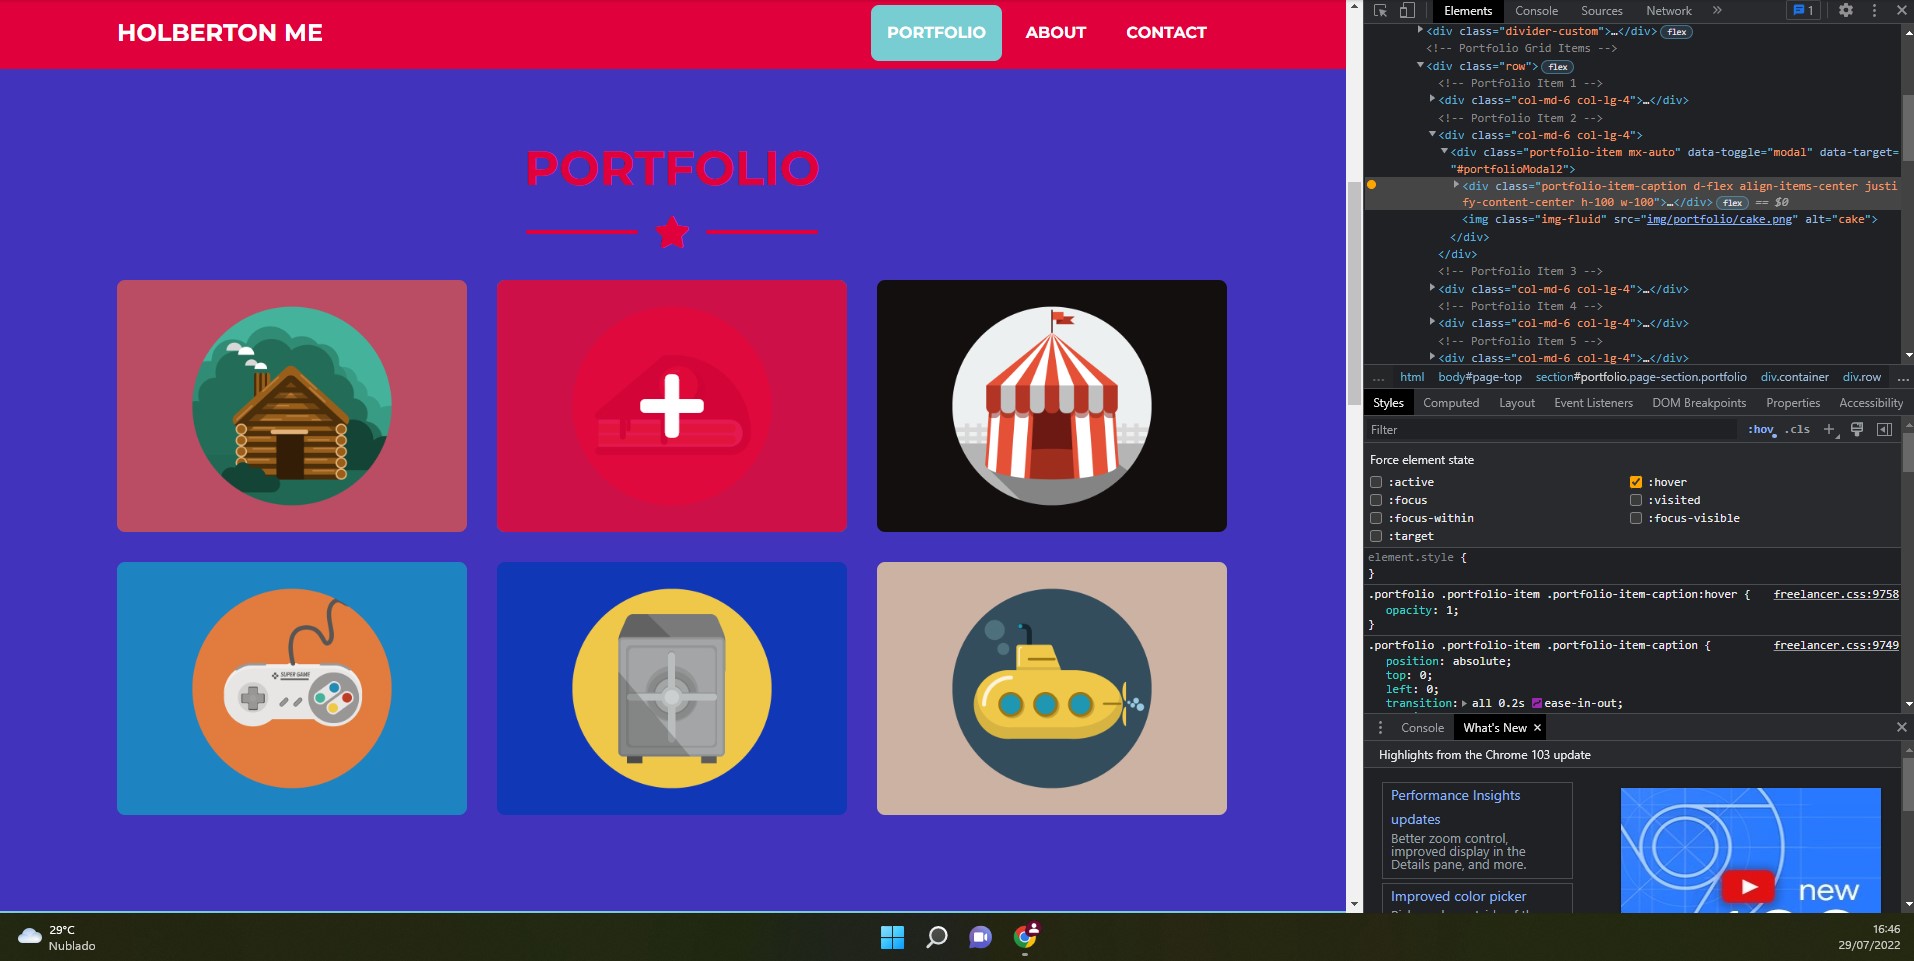 HOLBERTON ME
PORTFOLIO ABOUT CONTACT
PORTFOLIO
SUPER GAME
Elements Console Sources Network » 1
<div class="divider-custom">…</div> flex
<!-- Portfolio Grid Items -->
<div class="row"> flex
<!-- Portfolio Item 1 -->
<div class="col-md-6 col-lg-4">…</div>
<!-- Portfolio Item 2 -->
<div class="col-md-6 col-lg-4">
<div class="portfolio-item mx-auto" data-toggle="modal" data-target=
"#portfolioModal2">
<div class="portfolio-item-caption d-flex align-items-center justi
fy-content-center h-100 w-100">…</div> flex == $0
<img class="img-fluid" src="img/portfolio/cake.png" alt="cake">
</div>
</div>
<!-- Portfolio Item 3 -->
<div class="col-md-6 col-lg-4">…</div>
<!-- Portfolio Item 4 -->
<div class="col-md-6 col-lg-4">…</div>
<!-- Portfolio Item 5 -->
<div class="col-md-6 col-lg-4">…</div>
… html body#page-top section#portfolio.page-section.portfolio div.container div.row …
Styles Computed Layout Event Listeners DOM Breakpoints Properties Accessibility
Filter :hov .cls +
Force element state
:active :hover
:focus :visited
:focus-within :focus-visible
:target
element.style {
}
.portfolio .portfolio-item .portfolio-item-caption:hover { freelancer.css:9758
opacity: 1;
}
.portfolio .portfolio-item .portfolio-item-caption { freelancer.css:9749
position: absolute;
top: 0;
left: 0;
transition: all 0.2s ease-in-out;
Console What's New ×
Highlights from the Chrome 103 update
Performance Insights
updates
Better zoom control,
improved display in the
Details pane, and more.
Improved color picker
new
29°C
Nublado
16:46
29/07/2022